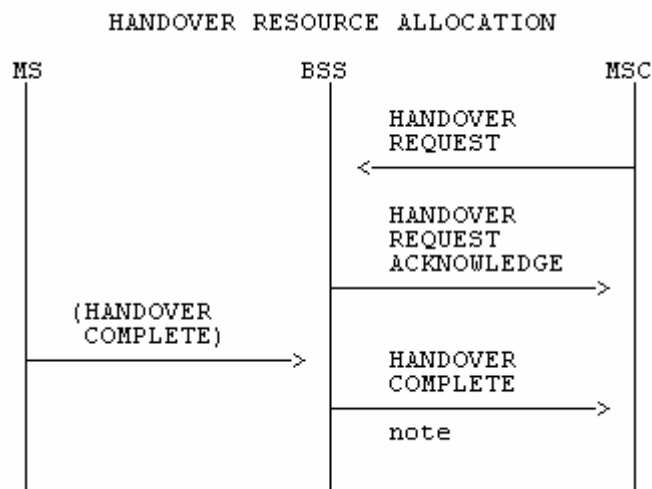 HANDOVER RESOURCE ALLOCATION
MS BSS MSC
HANDOVER
REQUEST
HANDOVER
REQUEST
ACKNOWLEDGE
(HANDOVER
COMPLETE)
HANDOVER
COMPLETE
note